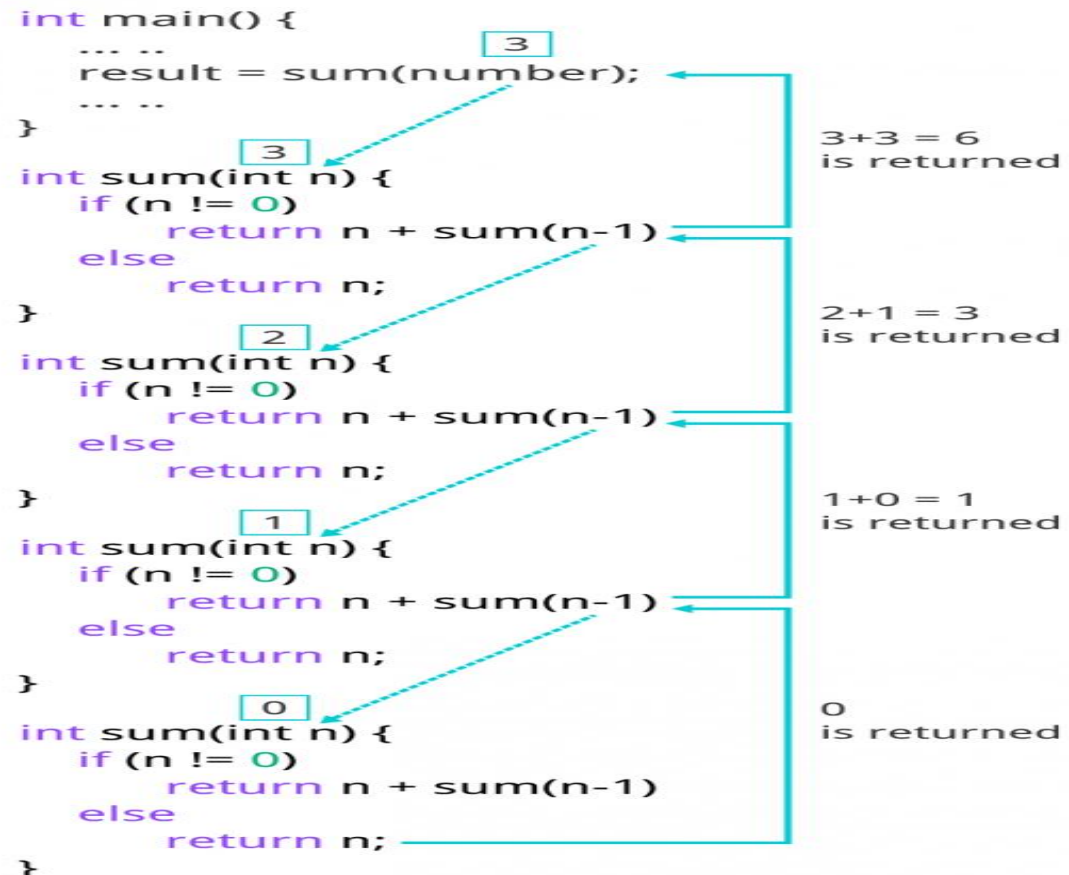 int main() {
... ..
3
result = sum(number);
... ..
}
3+3 = 6
is returned
3
int sum(int n) {
if (n != 0)
return n + sum(n-1)
else
return n;
}
2+1 = 3
is returned
2
int sum(int n) {
if (n != 0)
return n + sum(n-1)
else
return n;
}
1+0 = 1
is returned
1
int sum(int n) {
if (n != 0)
return n + sum(n-1)
else
return n;
}
0
is returned
0
int sum(int n) {
if (n != 0)
return n + sum(n-1)
else
return n;
}